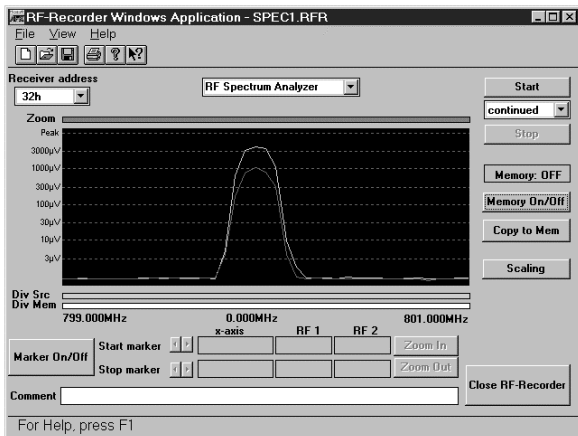 RF-Recorder Windows Application - SPEC1.RFR
File View Help
Receiver address
32h
RF Spectrum Analyzer
Start
continued
Stop
Zoom
Peak
3000µV
1000µV
300µV
100µV
30µV
10µV
3µV
Memory: OFF
Memory On/Off
Copy to Mem
Scaling
Div Src
Div Mem
799.000MHz 0.000MHz 801.000MHz
x-axis RF 1 RF 2
Marker On/Off
Start marker
Zoom In
Stop marker
Zoom Out
Close RF-Recorder
Comment
For Help, press F1